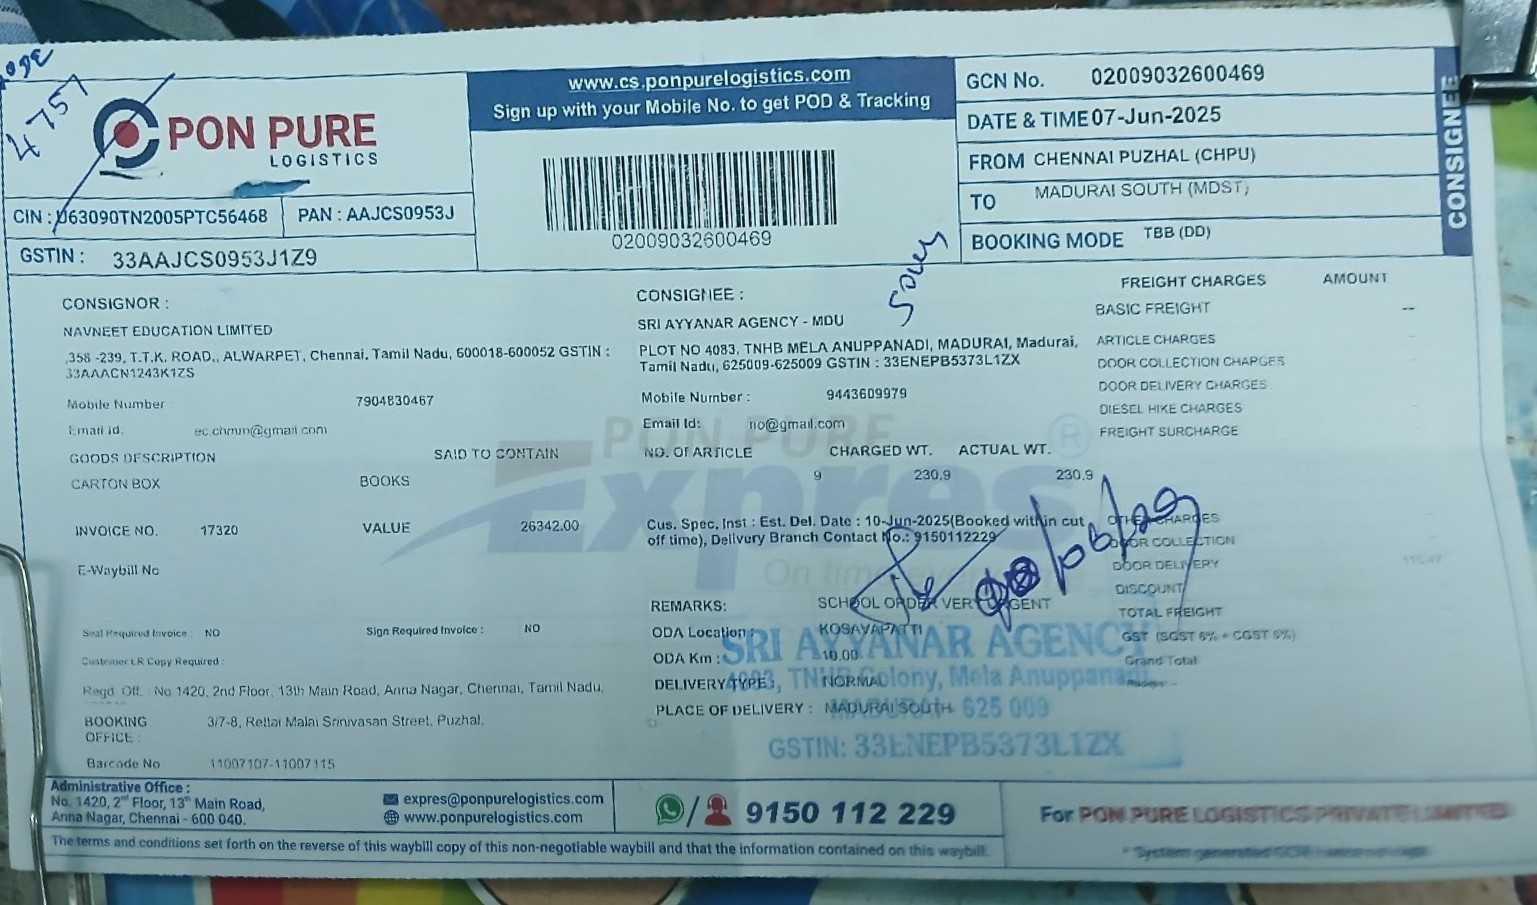 4757
PON PURE
LOGISTICS
CIN : U63090TN2005PTC56468
PAN : AAJCS0953J
GSTIN : 33AAJCS0953J1Z9
www.cs.ponpurelogistics.com
Sign up with your Mobile No. to get POD & Tracking
02009032600469
GCN No. 02009032600469
DATE & TIME 07-Jun-2025
FROM CHENNAI PUZHAL (CHPU)
TO MADURAI SOUTH (MDST)
BOOKING MODE TBB (DD)
CONSIGNEE
CONSIGNOR :
NAVNEET EDUCATION LIMITED
,358 -239, T.T.K. ROAD,, ALWARPET, Chennai, Tamil Nadu, 600018-600052 GSTIN :
33AAACN1243K1ZS
Mobile Number 7904830467
Email Id. ec.chmm@gmail.com
GOODS DESCRIPTION SAID TO CONTAIN
CARTON BOX BOOKS
INVOICE NO. 17320 VALUE 26342.00
E-Waybill No
Seal Required Invoice : NO Sign Required Invoice : NO
Customer LR Copy Required :
Regd. Off. : No 1420, 2nd Floor, 13th Main Road, Anna Nagar, Chennai, Tamil Nadu,
BOOKING OFFICE : 3/7-8, Rettai Malai Srinivasan Street, Puzhal,
Barcode No 11007107-11007115
CONSIGNEE :
SRI AYYANAR AGENCY - MDU
PLOT NO 4083, TNHB MELA ANUPPANADI, MADURAI, Madurai,
Tamil Nadu, 625009-625009 GSTIN : 33ENEPB5373L1ZX
Mobile Number : 9443609979
Email Id: no@gmail.com
NO. OF ARTICLE CHARGED WT. ACTUAL WT.
9 230.9 230.9
Cus. Spec. Inst : Est. Del. Date : 10-Jun-2025(Booked within cut
off time), Delivery Branch Contact No.: 9150112229
REMARKS: SCHOOL ORDER VERY URGENT
ODA Location : KOSAVAPATTI
ODA Km : 10.00
DELIVERY TYPE : NORMAL
PLACE OF DELIVERY : MADURAI SOUTH
FREIGHT CHARGES AMOUNT
BASIC FREIGHT --
ARTICLE CHARGES
DOOR COLLECTION CHARGES
DOOR DELIVERY CHARGES
DIESEL HIKE CHARGES
FREIGHT SURCHARGE
OTHER CHARGES
DOOR COLLECTION
DOOR DELIVERY
DISCOUNT
TOTAL FREIGHT
GST (SGST 6% + CGST 6%)
Grand Total
PON PURE
Expres
On time
SRI AYYANAR AGENCY
4083, TNHB Colony, Mela Anuppanadi
MADURAI SOUTH - 625 009
GSTIN: 33ENEPB5373L1ZX
Administrative Office :
No. 1420, 2nd Floor, 13th Main Road,
Anna Nagar, Chennai - 600 040.
expres@ponpurelogistics.com
www.ponpurelogistics.com
9150 112 229
For PON PURE LOGISTICS PRIVATE LIMITED
The terms and conditions set forth on the reverse of this waybill copy of this non-negotiable waybill and that the information contained on this waybill.